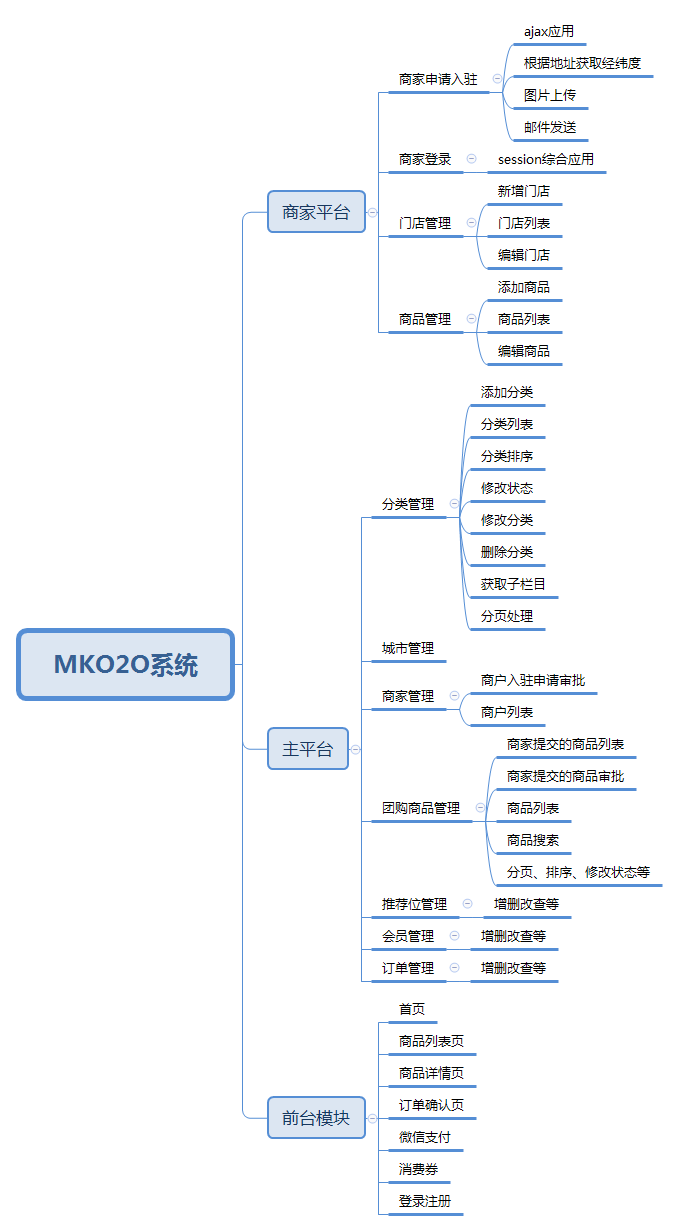 MKO2O系统
商家平台
商家申请入驻
ajax应用
根据地址获取经纬度
图片上传
邮件发送
商家登录
session综合应用
门店管理
新增门店
门店列表
编辑门店
商品管理
添加商品
商品列表
编辑商品
主平台
分类管理
添加分类
分类列表
分类排序
修改状态
修改分类
删除分类
获取子栏目
分页处理
城市管理
商家管理
商户入驻申请审批
商户列表
团购商品管理
商家提交的商品列表
商家提交的商品审批
商品列表
商品搜索
分页、排序、修改状态等
推荐位管理
增删改查等
会员管理
增删改查等
订单管理
增删改查等
前台模块
首页
商品列表页
商品详情页
订单确认页
微信支付
消费券
登录注册